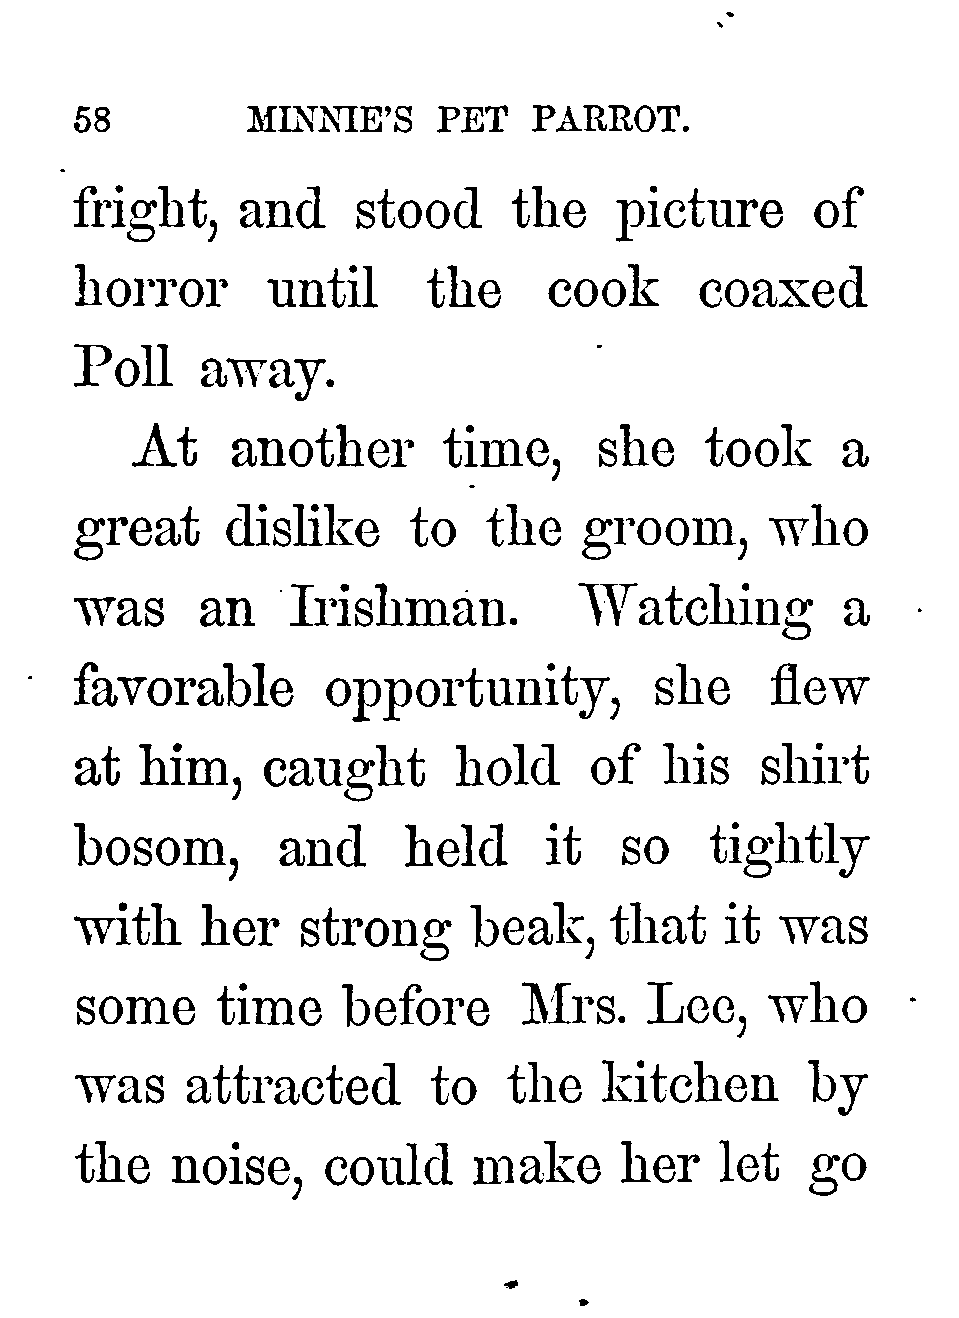 58 MINNIE'S PET PARROT.
fright, and stood the picture of
horror until the cook coaxed
Poll away.
At another time, she took a
great dislike to the groom, who
was an Irishman. Watching a
favorable opportunity, she flew
at him, caught hold of his shirt
bosom, and held it so tightly
with her strong beak, that it was
some time before Mrs. Lee, who
was attracted to the kitchen by
the noise, could make her let go